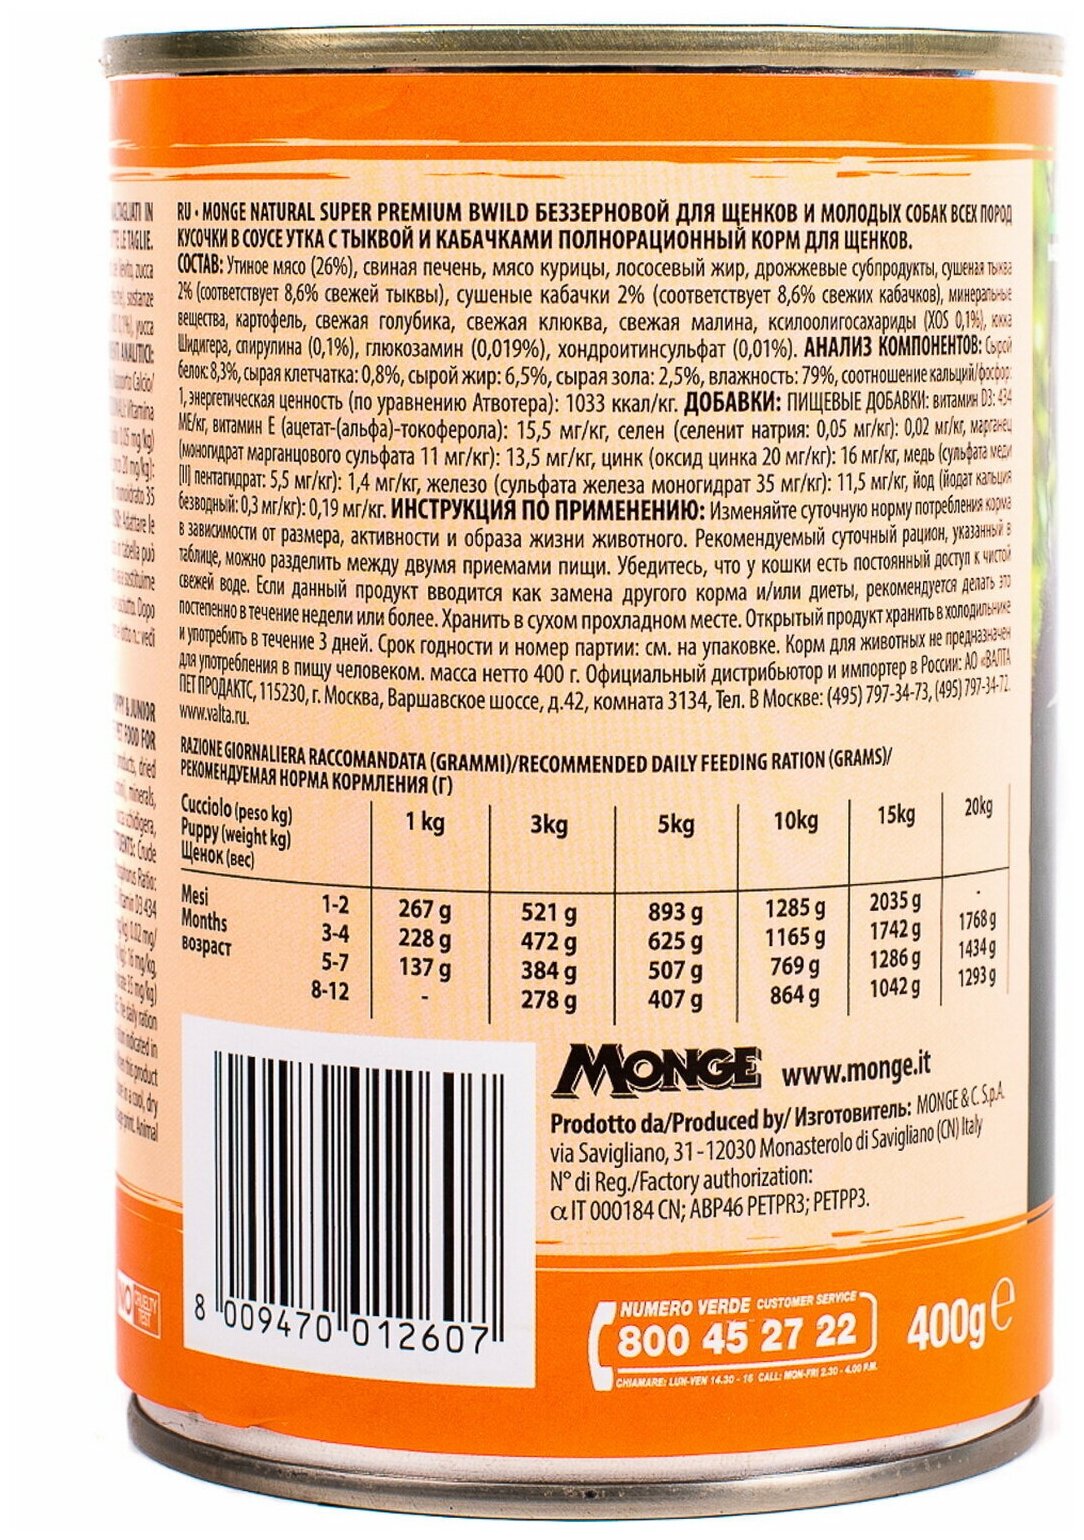 RU • MONGE NATURAL SUPER PREMIUM BWILD БЕЗЗЕРНОВОЙ ДЛЯ ЩЕНКОВ И МОЛОДЫХ СОБАК ВСЕХ ПОРОД
КУСОЧКИ В СОУСЕ УТКА С ТЫКВОЙ И КАБАЧКАМИ ПОЛНОРАЦИОННЫЙ КОРМ ДЛЯ ЩЕНКОВ.
СОСТАВ: Утиное мясо (26%), свиная печень, мясо курицы, лососевый жир, дрожжевые субпродукты, сушеная тыква
2% (соответствует 8,6% свежей тыквы), сушеные кабачки 2% (соответствует 8,6% свежих кабачков), минеральные
вещества, картофель, свежая голубика, свежая клюква, свежая малина, ксилоолигосахариды (XOS 0,1%), юкка
Шидигера, спирулина (0,1%), глюкозамин (0,019%), хондроитинсульфат (0,01%). АНАЛИЗ КОМПОНЕНТОВ: Сырой
белок: 8,3%, сырая клетчатка: 0,8%, сырой жир: 6,5%, сырая зола: 2,5%, влажность: 79%, соотношение кальций/фосфор:
1, энергетическая ценность (по уравнению Атвотера): 1033 ккал/кг. ДОБАВКИ: ПИЩЕВЫЕ ДОБАВКИ: витамин D3: 434
МЕ/кг, витамин Е (ацетат-(альфа)-токоферола): 15,5 мг/кг, селен (селенит натрия: 0,05 мг/кг): 0,02 мг/кг, марганец
(моногидрат марганцового сульфата 11 мг/кг): 13,5 мг/кг, цинк (оксид цинка 20 мг/кг): 16 мг/кг, медь (сульфата меди
[II] пентагидрат: 5,5 мг/кг): 1,4 мг/кг, железо (сульфата железа моногидрат 35 мг/кг): 11,5 мг/кг, йод (йодат кальция
безводный: 0,3 мг/кг): 0,19 мг/кг. ИНСТРУКЦИЯ ПО ПРИМЕНЕНИЮ: Изменяйте суточную норму потребления корма
в зависимости от размера, активности и образа жизни животного. Рекомендуемый суточный рацион, указанный в
таблице, можно разделить между двумя приемами пищи. Убедитесь, что у кошки есть постоянный доступ к чистой
свежей воде. Если данный продукт вводится как замена другого корма и/или диеты, рекомендуется делать это
постепенно в течение недели или более. Хранить в сухом прохладном месте. Открытый продукт хранить в холодильнике
и употребить в течение 3 дней. Срок годности и номер партии: см. на упаковке. Корм для животных не предназначен
для употребления в пищу человеком. масса нетто 400 г. Официальный дистрибьютор и импортер в России: АО «ВАЛТА
ПЕТ ПРОДАКТС, 115230, г. Москва, Варшавское шоссе, д.42, комната 3134, Тел. В Москве: (495) 797-34-73, (495) 797-34-72.
www.valta.ru.
RAZIONE GIORNALIERA RACCOMANDATA (GRAMMI)/RECOMMENDED DAILY FEEDING RATION (GRAMS)/
РЕКОМЕНДУЕМАЯ НОРМА КОРМЛЕНИЯ (Г)
Cucciolo (peso kg)
Puppy (weight kg)
Щенок (вес)
1 kg 3kg 5kg 10kg 15kg 20kg
Mesi
Months
возраст
1-2 267 g 521 g 893 g 1285 g 2035 g -
3-4 228 g 472 g 625 g 1165 g 1742 g 1768 g
5-7 137 g 384 g 507 g 769 g 1286 g 1434 g
8-12 - 278 g 407 g 864 g 1042 g 1293 g
MONGE www.monge.it
Prodotto da/Produced by/ Изготовитель: MONGE & C. S.p.A.
via Savigliano, 31 - 12030 Monasterolo di Savigliano (CN) Italy
N° di Reg./Factory authorization:
α IT 000184 CN; ABP46 PETPR3; PETPP3.
8 009470 012607
NUMERO VERDE CUSTOMER SERVICE
800 45 27 22
CHIAMARE: LUN-VEN 14.30 - 16 CALL: MON-FRI 2.30 - 4.00 P.M.
400g e
NO CRUELTY TEST